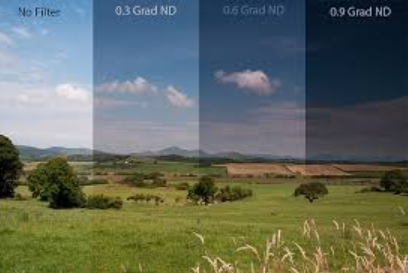 No Filter
0.3 Grad ND
0.6 Grad ND
0.9 Grad ND